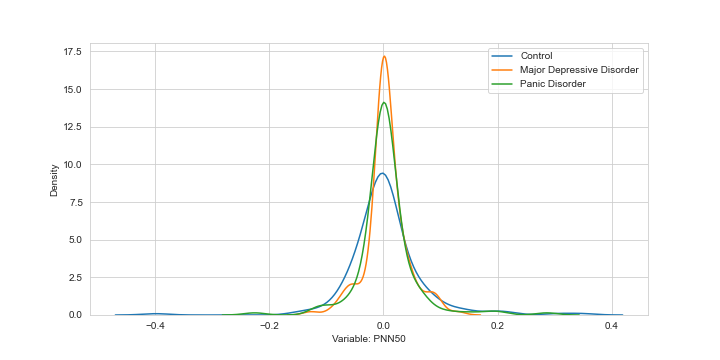 17.5
15.0
12.5
10.0
7.5
5.0
2.5
0.0
Density
−0.4
−0.2
0.0
0.2
0.4
Variable: PNN50
Control
Major Depressive Disorder
Panic Disorder